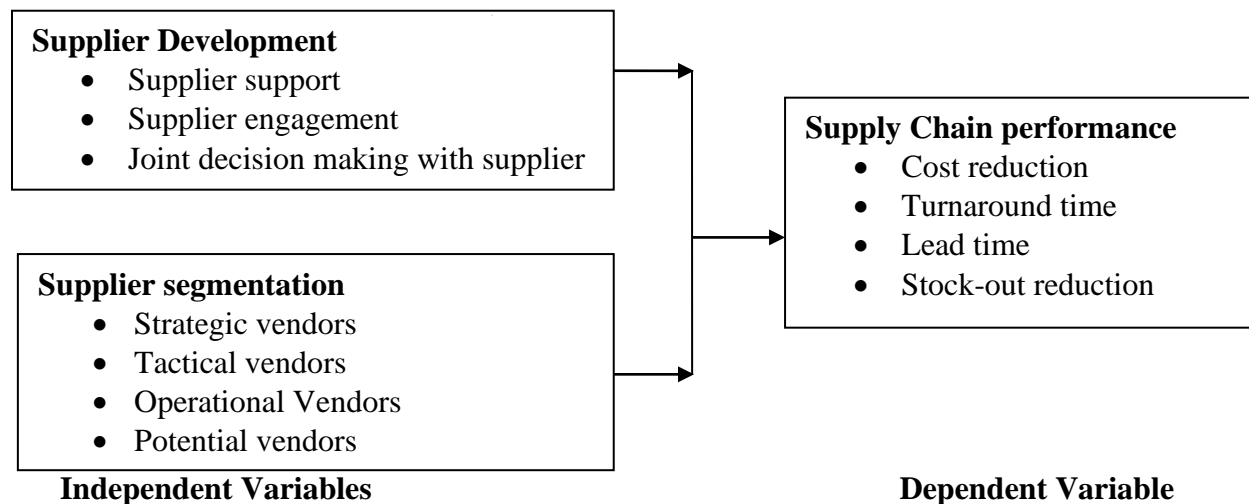 Supplier Development
• Supplier support
• Supplier engagement
• Joint decision making with supplier
Supply Chain performance
• Cost reduction
• Turnaround time
• Lead time
• Stock-out reduction
Supplier segmentation
• Strategic vendors
• Tactical vendors
• Operational Vendors
• Potential vendors
Independent Variables
Dependent Variable